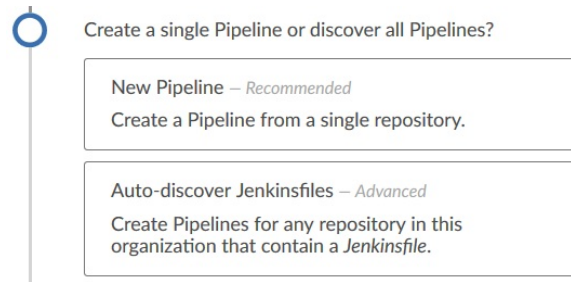 Create a single Pipeline or discover all Pipelines?
New Pipeline – Recommended
Create a Pipeline from a single repository.
Auto-discover Jenkinsfiles – Advanced
Create Pipelines for any repository in this
organization that contain a Jenkinsfile.